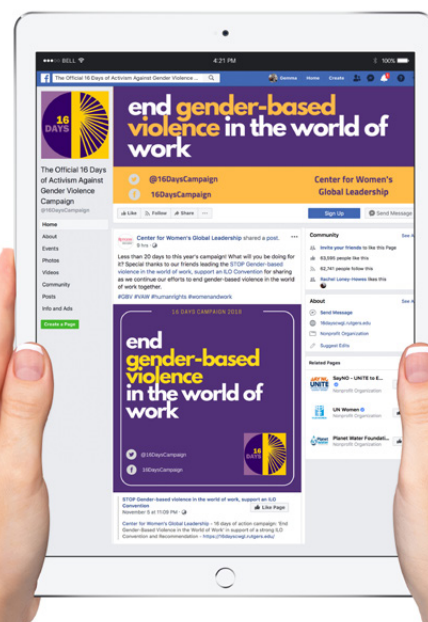 BELL
4:21 PM
100%
The Official 16 Days of Activism Against Gender Violence ...
Gemma Home Create
16
DAYS
The Official 16 Days
of Activism Against
Gender Violence
Campaign
@16DaysCampaign
Home
About
Events
Photos
Videos
Community
Posts
Info and Ads
Create a Page
end gender-based
violence in the world of
work
@16DaysCampaign
16DaysCampaign
Center for Women's
Global Leadership
Like Follow Share ...
Sign Up
Send Message
Center for Women's Global Leadership shared a post.
Less than 20 days to this year's campaign! What will you be doing for
it? Special thanks to our friends leading the STOP Gender-based
violence in the world of work, support an ILO Convention for sharing
as we continue our efforts to end gender-based violence in the world
of work together.
#GBV #VAW #humanrights #womenandwork
16 DAYS CAMPAIGN 2018
end
gender-based
violence
in the world of
work
@16DaysCampaign
16DaysCampaign
16
DAYS
STOP Gender-based violence in the world of work, support an ILO
Convention
November 5 at 11:09 PM
Like Page
Center for Women's Global Leadership - 16 days of action campaign: 'End
Gender-Based Violence in the World of Work' in support of a strong ILO
Convention and Recommendation - https://16dayscwgl.rutgers.edu/
Community
See A
Invite your friends to like this Page
63,595 people like this
62,741 people follow this
Rachel Loney-Howes likes this
About
See A
Send Message
16dayscwgl.rutgers.edu
Nonprofit Organization
Suggest Edits
Related Pages
SayNO - UNiTE to E...
Nonprofit Organization
UN Women
Nonprofit Organization
Planet Water Foundati...
Nonprofit Organization